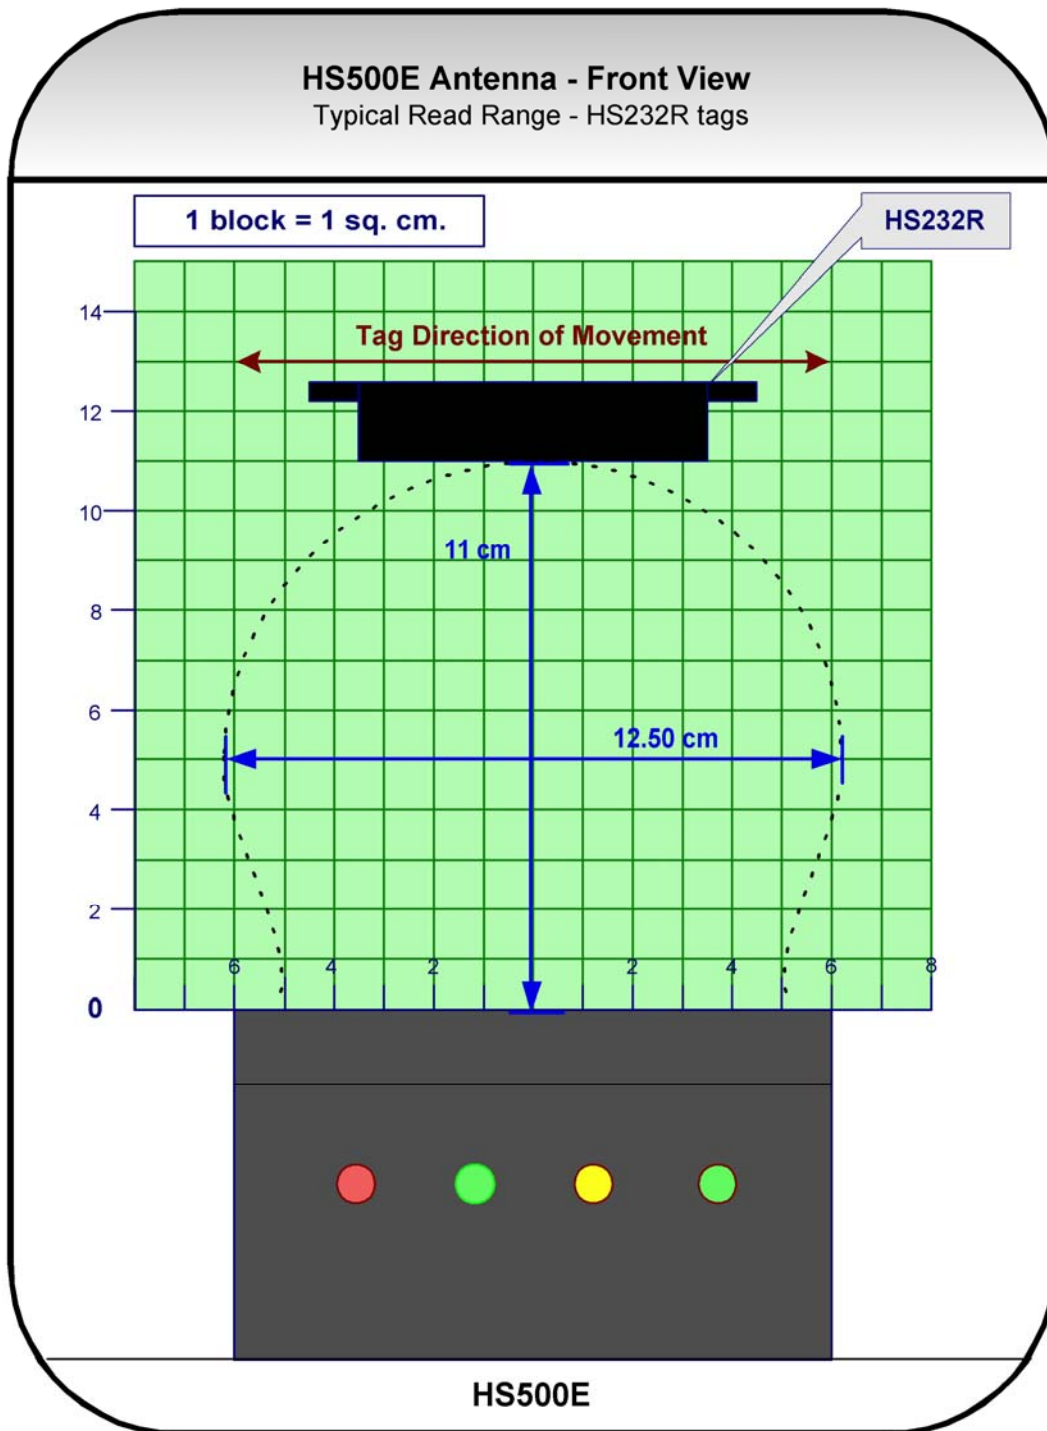 HS500E Antenna - Front View
Typical Read Range - HS232R tags
1 block = 1 sq. cm.
HS232R
14
Tag Direction of Movement
12
10
11 cm
8
6
12.50 cm
4
2
6 4 2 2 4 6 8
0
HS500E